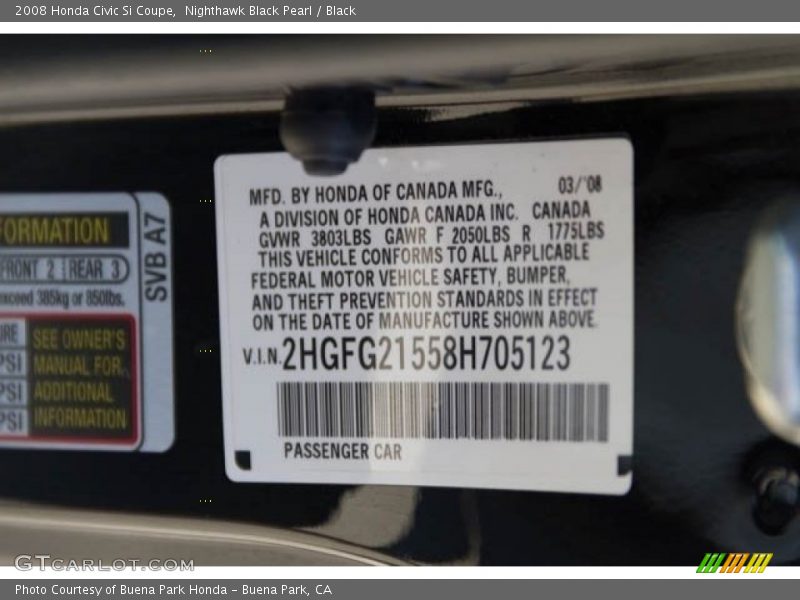 2008 Honda Civic Si Coupe, Nighthawk Black Pearl / Black
MFD. BY HONDA OF CANADA MFG., 03/'08
A DIVISION OF HONDA CANADA INC. CANADA
GVWR 3803LBS GAWR F 2050LBS R 1775LBS
THIS VEHICLE CONFORMS TO ALL APPLICABLE
FEDERAL MOTOR VEHICLE SAFETY, BUMPER,
AND THEFT PREVENTION STANDARDS IN EFFECT
ON THE DATE OF MANUFACTURE SHOWN ABOVE.
V.I.N. 2HGFG21558H705123
PASSENGER CAR
FORMATION
FRONT 2 REAR 3
exceed 385kg or 850lbs.
SVB A7
URE
PSI
PSI
PSI
SEE OWNER'S
MANUAL FOR
ADDITIONAL
INFORMATION
GTcarlot.com
Photo Courtesy of Buena Park Honda - Buena Park, CA